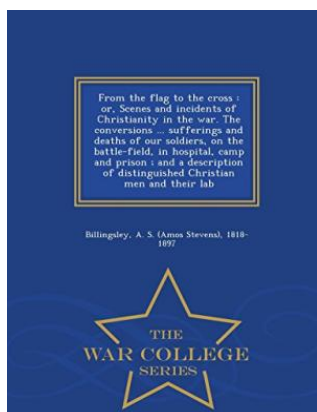 From the flag to the cross ; or, Scenes and incidents of
Christianity in the war. The
conversions ... sufferings and
deaths of our soldiers, on the
battle-field, in hospital, camp
and prison ; and a description
of distinguished Christian
men and their lab
Billingsley, A. S. (Amos Stevens), 1818-
1897
THE
WAR COLLEGE
SERIES